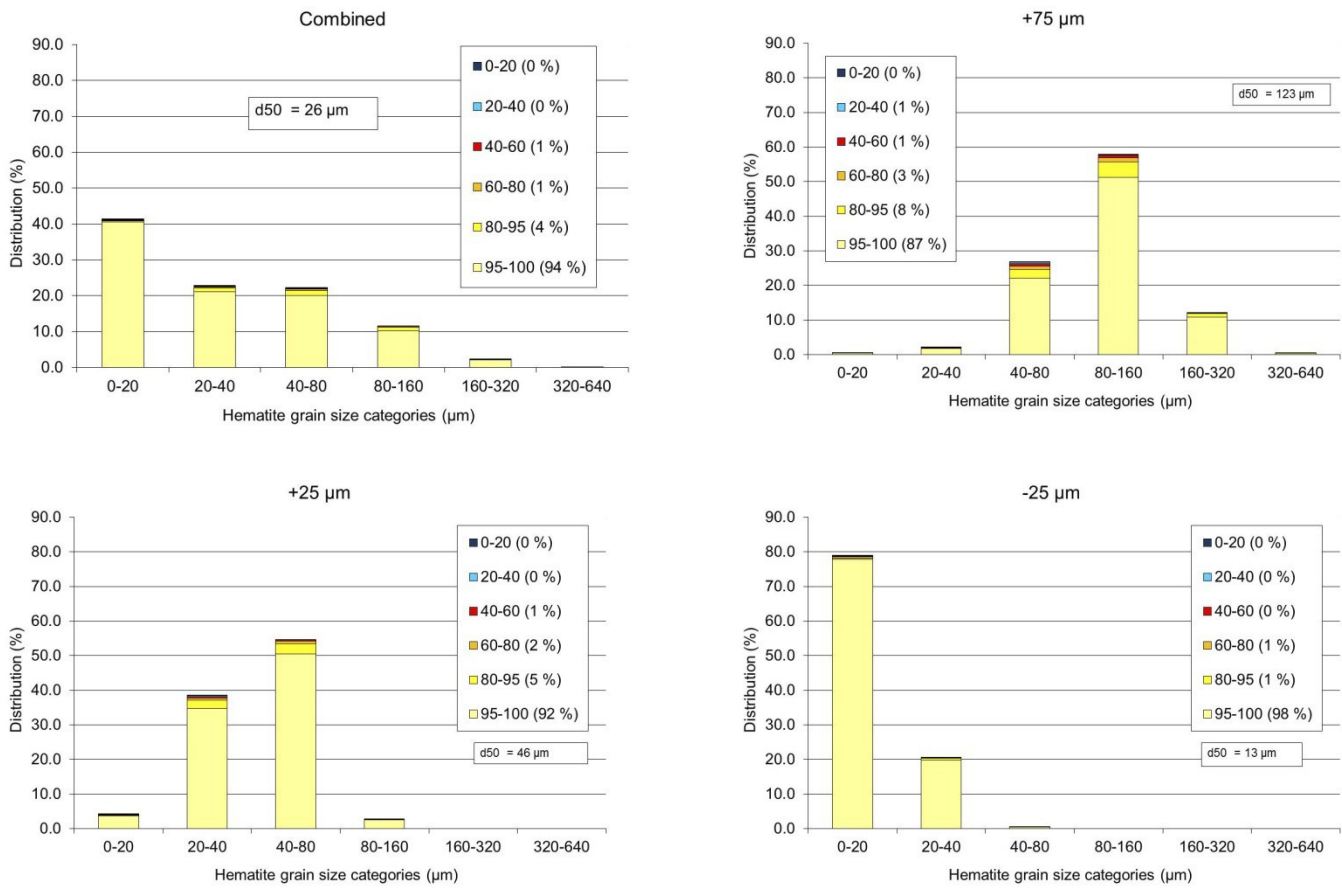 Combined
90.0
80.0
70.0
60.0
50.0
40.0
30.0
20.0
10.0
0.0
Distribution (%)
d50 = 26 µm
0-20 (0 %)
20-40 (0 %)
40-60 (1 %)
60-80 (1 %)
80-95 (4 %)
95-100 (94 %)
0-20 20-40 40-80 80-160 160-320 320-640
Hematite grain size categories (µm)
+75 µm
90.0
80.0
70.0
60.0
50.0
40.0
30.0
20.0
10.0
0.0
Distribution (%)
0-20 (0 %)
20-40 (1 %)
40-60 (1 %)
60-80 (3 %)
80-95 (8 %)
95-100 (87 %)
d50 = 123 µm
0-20 20-40 40-80 80-160 160-320 320-640
Hematite grain size categories (µm)
+25 µm
90.0
80.0
70.0
60.0
50.0
40.0
30.0
20.0
10.0
0.0
Distribution (%)
0-20 (0 %)
20-40 (0 %)
40-60 (1 %)
60-80 (2 %)
80-95 (5 %)
95-100 (92 %)
d50 = 46 µm
0-20 20-40 40-80 80-160 160-320 320-640
Hematite grain size categories (µm)
-25 µm
90.0
80.0
70.0
60.0
50.0
40.0
30.0
20.0
10.0
0.0
Distribution (%)
0-20 (0 %)
20-40 (0 %)
40-60 (0 %)
60-80 (1 %)
80-95 (1 %)
95-100 (98 %)
d50 = 13 µm
0-20 20-40 40-80 80-160 160-320 320-640
Hematite grain size categories (µm)